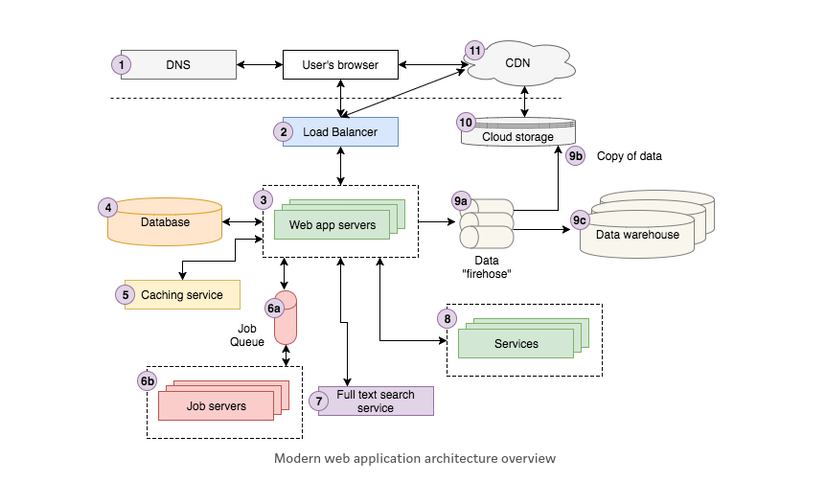 1
DNS
User's browser
11
CDN
2
Load Balancer
10
Cloud storage
9b
Copy of data
3
Web app servers
4
Database
9a
Data
"firehose"
9c
Data warehouse
5
Caching service
6a
Job
Queue
8
Services
6b
Job servers
7
Full text search
service
Modern web application architecture overview